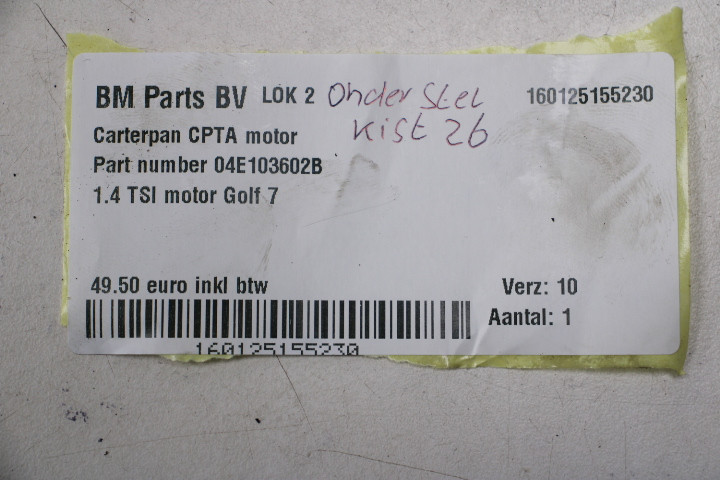 BM Parts BV LOK 2 Onder Stel 160125155230
Kist 26
Carterpan CPTA motor
Part number 04E103602B
1.4 TSI motor Golf 7
49.50 euro inkl btw
Verz: 10
Aantal: 1
160125155230